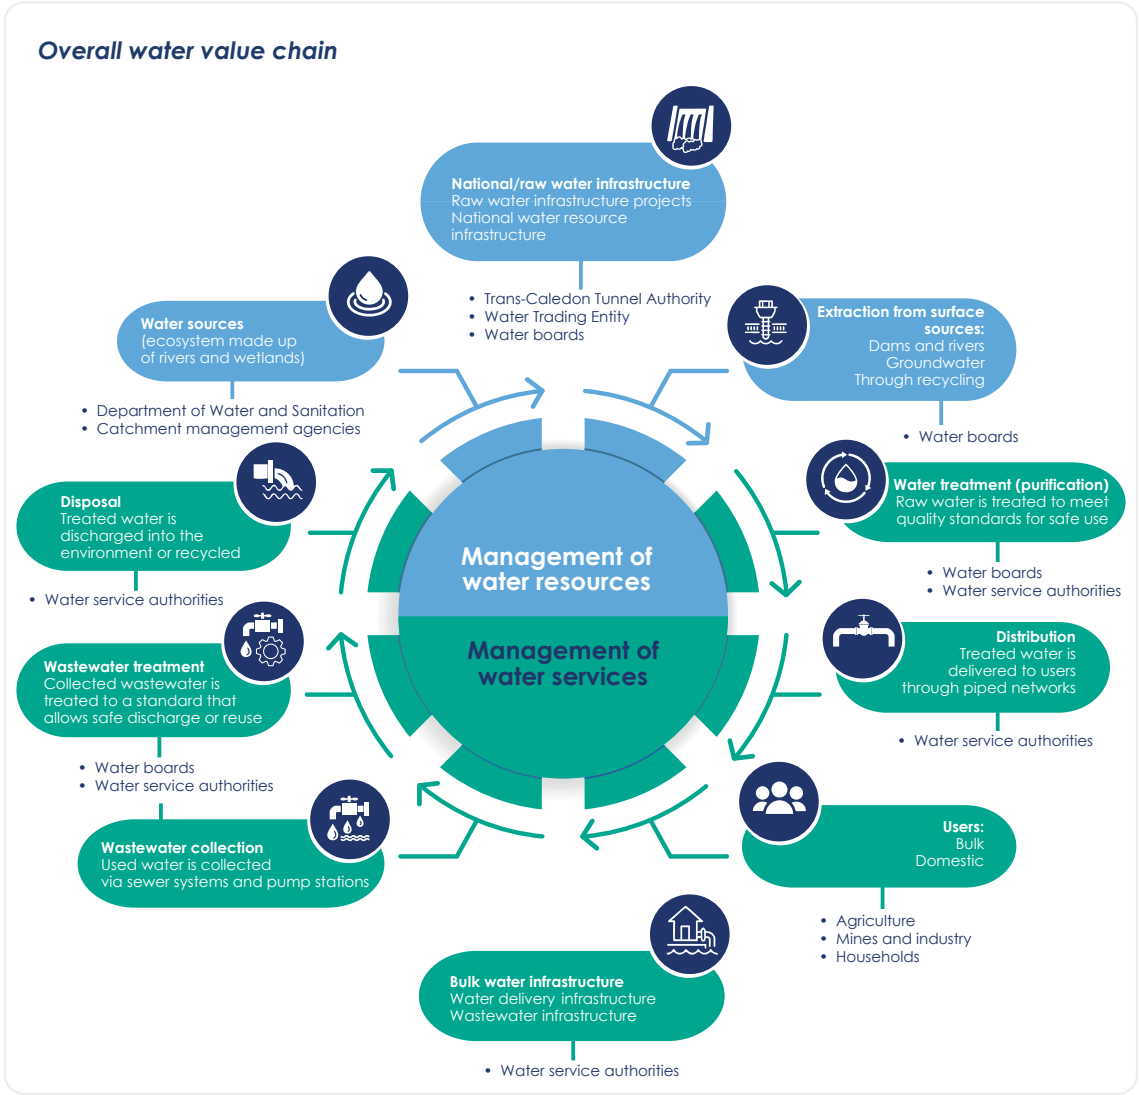 Overall water value chain
National/raw water infrastructure
Raw water infrastructure projects
National water resource
infrastructure
• Trans-Caledon Tunnel Authority
• Water Trading Entity
• Water boards
Water sources
(ecosystem made up
of rivers and wetlands)
• Department of Water and Sanitation
• Catchment management agencies
Extraction from surface
sources:
Dams and rivers
Groundwater
Through recycling
• Water boards
Disposal
Treated water is
discharged into the
environment or recycled
• Water service authorities
Water treatment (purification)
Raw water is treated to meet
quality standards for safe use
• Water boards
• Water service authorities
Management of
water resources
Management of
water services
Wastewater treatment
Collected wastewater is
treated to a standard that
allows safe discharge or reuse
• Water boards
• Water service authorities
Distribution
Treated water is
delivered to users
through piped networks
• Water service authorities
Wastewater collection
Used water is collected
via sewer systems and pump stations
Users:
Bulk
Domestic
• Agriculture
• Mines and industry
• Households
Bulk water infrastructure
Water delivery infrastructure
Wastewater infrastructure
• Water service authorities